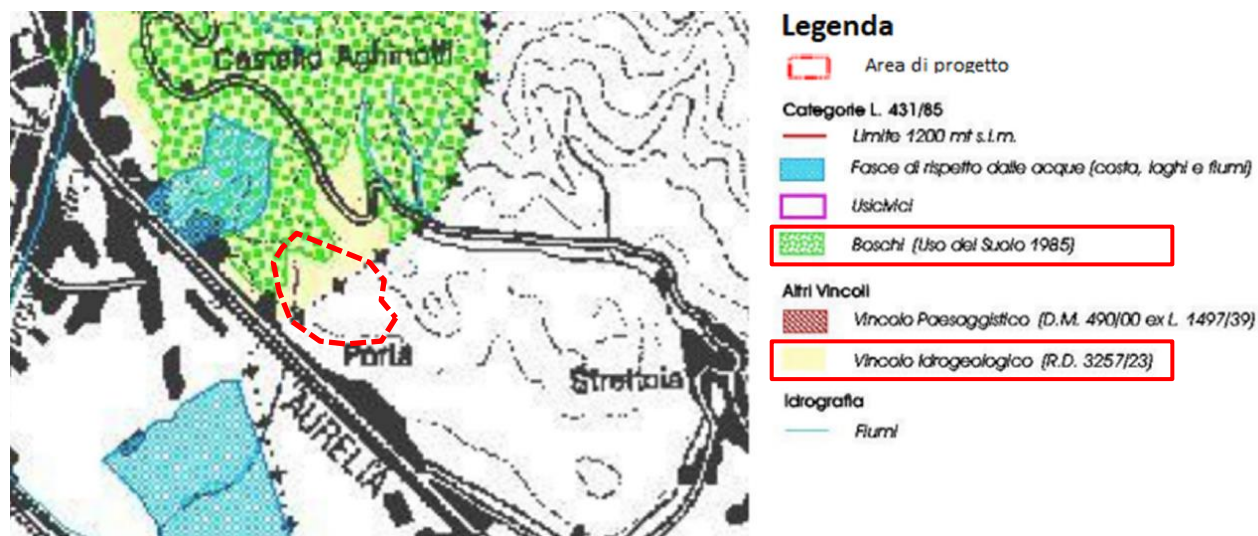 Castello Aghinolfi
Porta
Strettoia
AURELIA
Legenda
Area di progetto
Categorie L. 431/85
Limite 1200 mt s.l.m.
Fasce di rispetto dalle acque (costa, laghi e fiumi)
Usicivici
Boschi (Uso del Suolo 1985)
Altri Vincoli
Vincolo Paesaggistico (D.M. 490/00 ex L. 1497/39)
Vincolo Idrogeologico (R.D. 3257/23)
Idrografia
Fiumi